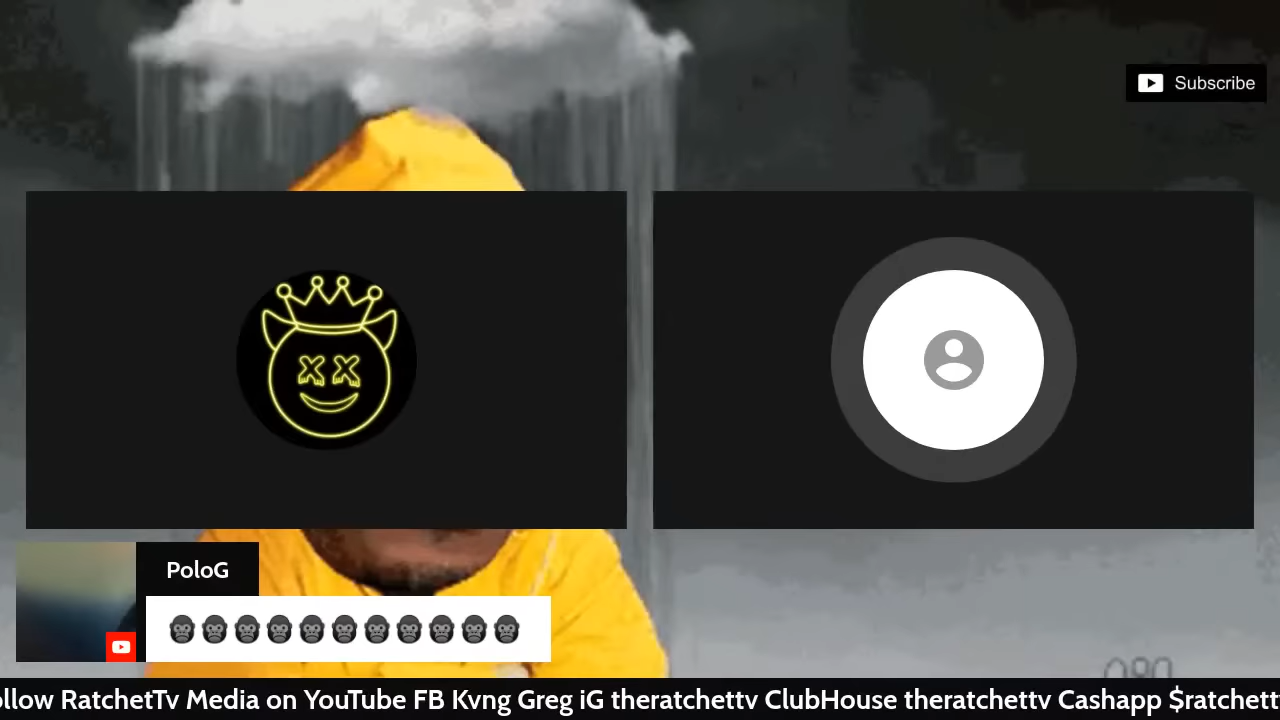 Subscribe
PoloG
🦍🦍🦍🦍🦍🦍🦍🦍🦍🦍🦍
ollow RatchetTv Media on YouTube FB Kvng Greg iG theratchettv ClubHouse theratchettv Cashapp $ratchett